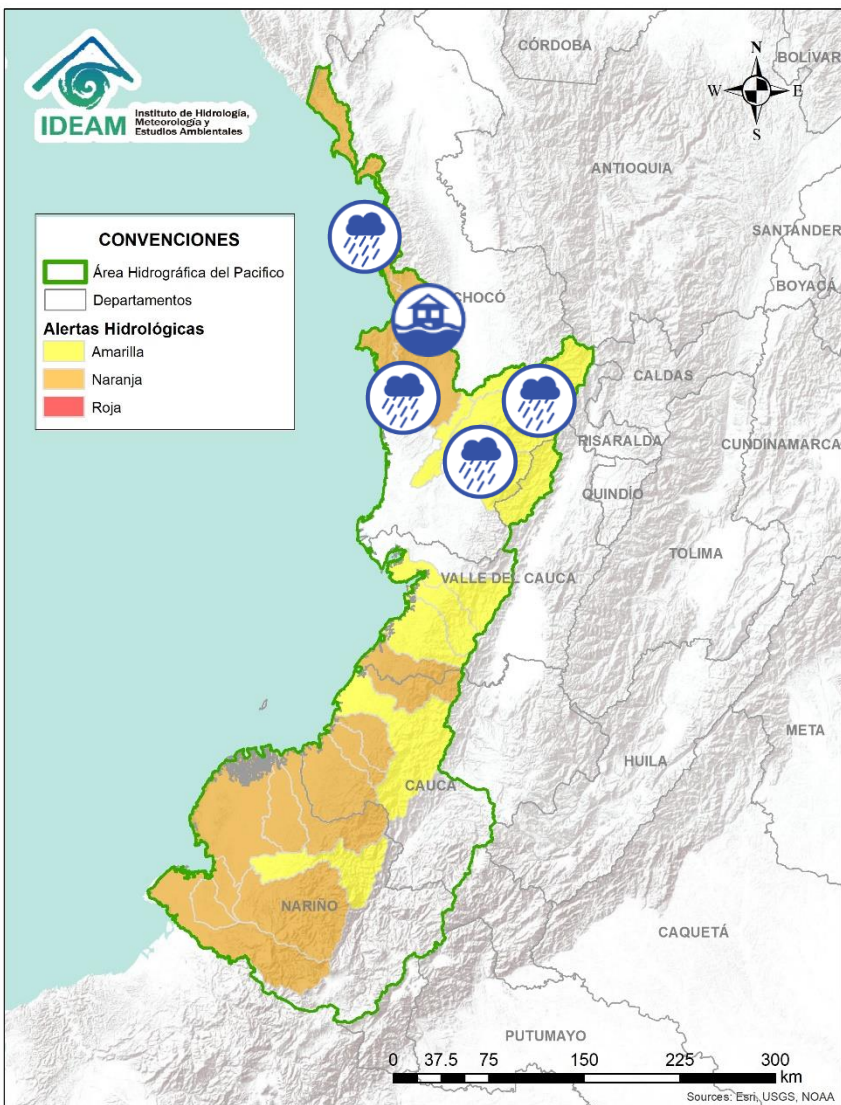 IDEAM
Instituto de Hidrología,
Meteorología y
Estudios Ambientales
N
W
E
S
CÓRDOBA
BOLÍVAR
ANTIOQUIA
SANTANDER
BOYACÁ
CHOCÓ
CALDAS
RISARALDA
CUNDINAMARCA
QUINDÍO
TOLIMA
VALLE DEL CAUCA
META
HUILA
CAUCA
NARIÑO
CAQUETÁ
PUTUMAYO
CONVENCIONES
Área Hidrográfica del Pacifico
Departamentos
Alertas Hidrológicas
Amarilla
Naranja
Roja
0 37.5 75 150 225 300
km
Sources: Esri, USGS, NOAA